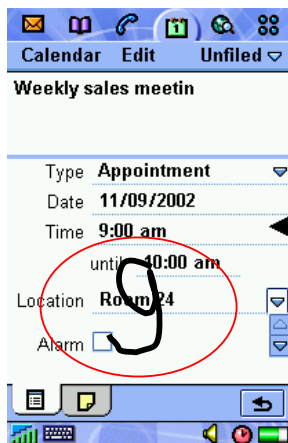 1
Calendar Edit Unfiled
Weekly sales meetin
Type Appointment
Date 11/09/2002
Time 9:00 am
until 10:00 am
Location Room 24
Alarm
g